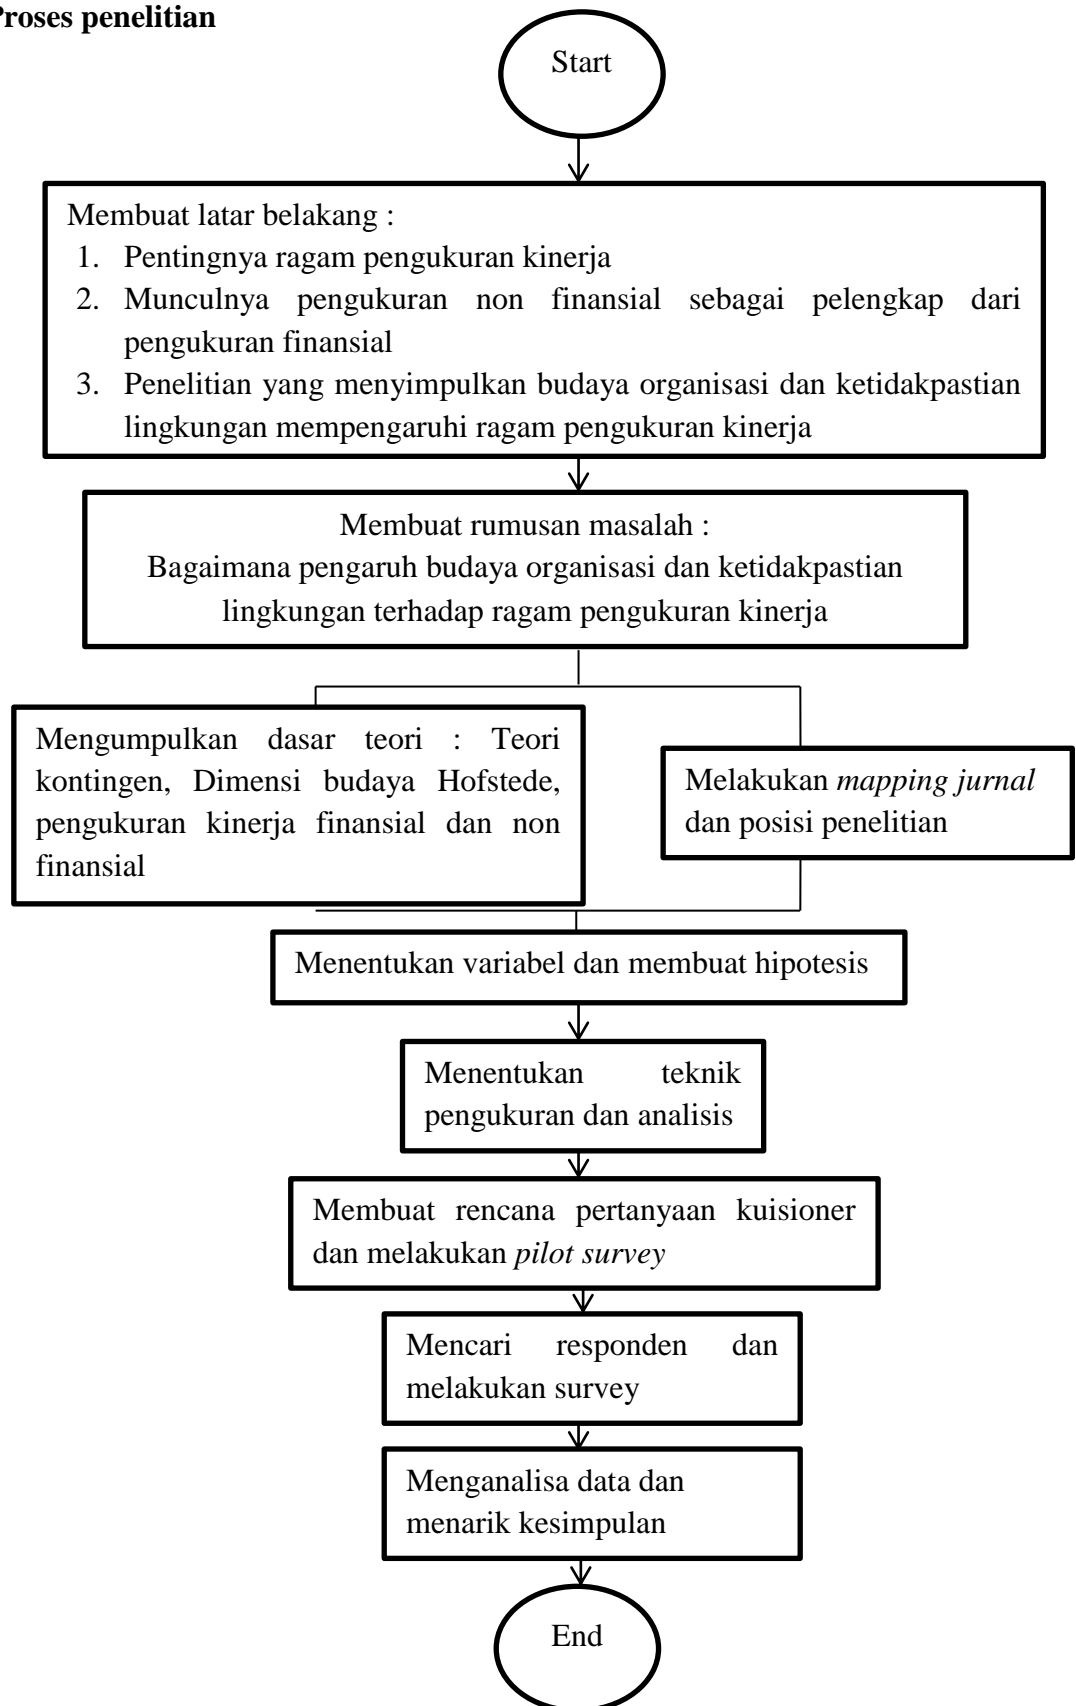 Proses penelitian
Start
Membuat latar belakang :
1. Pentingnya ragam pengukuran kinerja
2. Munculnya pengukuran non finansial sebagai pelengkap dari
pengukuran finansial
3. Penelitian yang menyimpulkan budaya organisasi dan ketidakpastian
lingkungan mempengaruhi ragam pengukuran kinerja
Membuat rumusan masalah :
Bagaimana pengaruh budaya organisasi dan ketidakpastian
lingkungan terhadap ragam pengukuran kinerja
Mengumpulkan dasar teori : Teori
kontingen, Dimensi budaya Hofstede,
pengukuran kinerja finansial dan non
finansial
Melakukan mapping jurnal
dan posisi penelitian
Menentukan variabel dan membuat hipotesis
Menentukan teknik
pengukuran dan analisis
Membuat rencana pertanyaan kuisioner
dan melakukan pilot survey
Mencari responden dan
melakukan survey
Menganalisa data dan
menarik kesimpulan
End